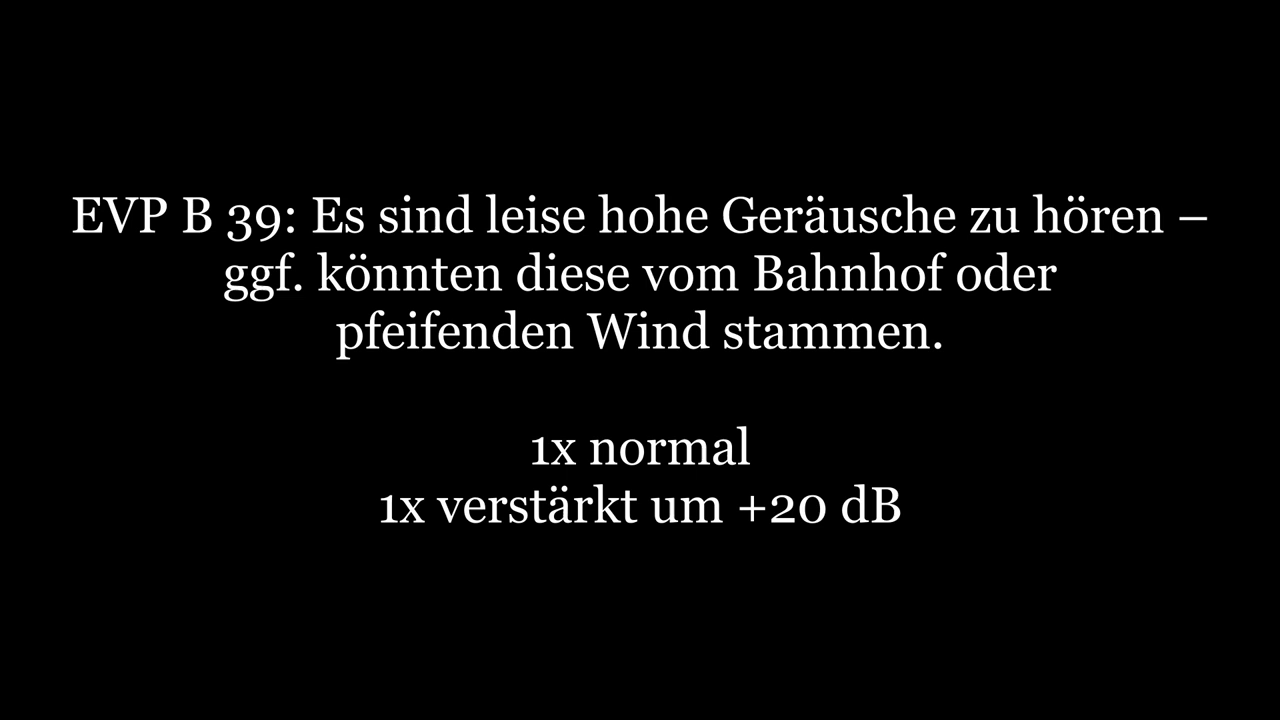 EVP B 39: Es sind leise hohe Geräusche zu hören –
ggf. könnten diese vom Bahnhof oder
pfeifenden Wind stammen.
1x normal
1x verstärkt um +20 dB